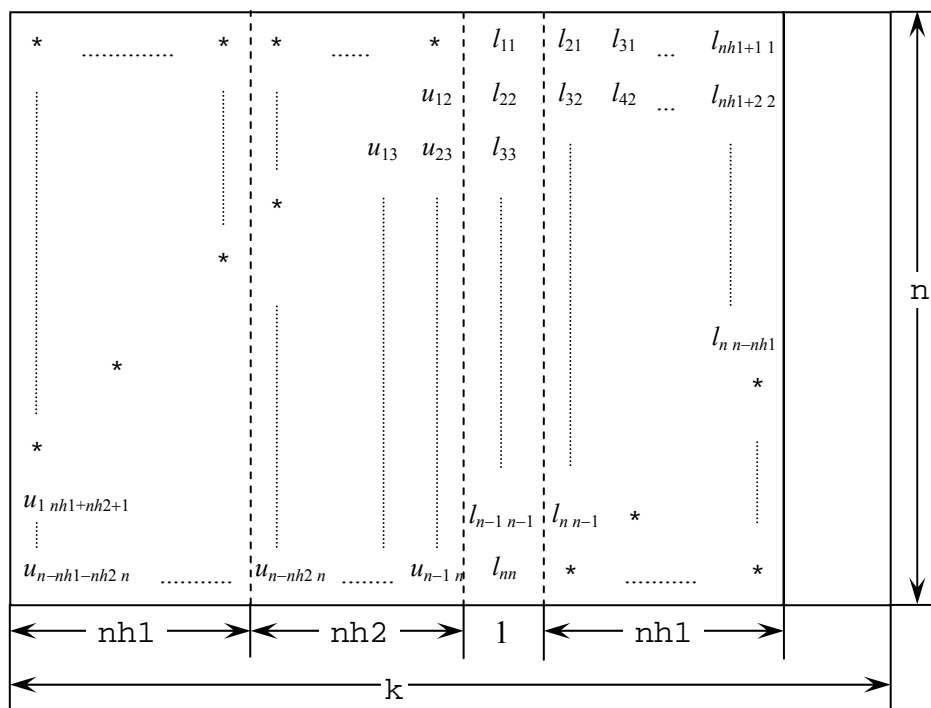 * ............. * * ...... * l₁₁ l₂₁ l₃₁ ... lₙₕ₁₊₁ ₁
u₁₂ l₂₂ l₃₂ l₄₂ ... lₙₕ₁₊₂ ₂
u₁₃ u₂₃ l₃₃
*
*
n
lₙ ₙ₋ₙₕ₁
*
*
*
u₁ ₙₕ₁₊ₙₕ₂₊₁
lₙ₋₁ ₙ₋₁ lₙ ₙ₋₁ *
uₙ₋ₙₕ₁₋ₙₕ₂ ₙ .......... uₙ₋ₙₕ₂ ₙ ........ uₙ₋₁ ₙ lₙₙ * ........... *
nh1 nh2 1 nh1
k